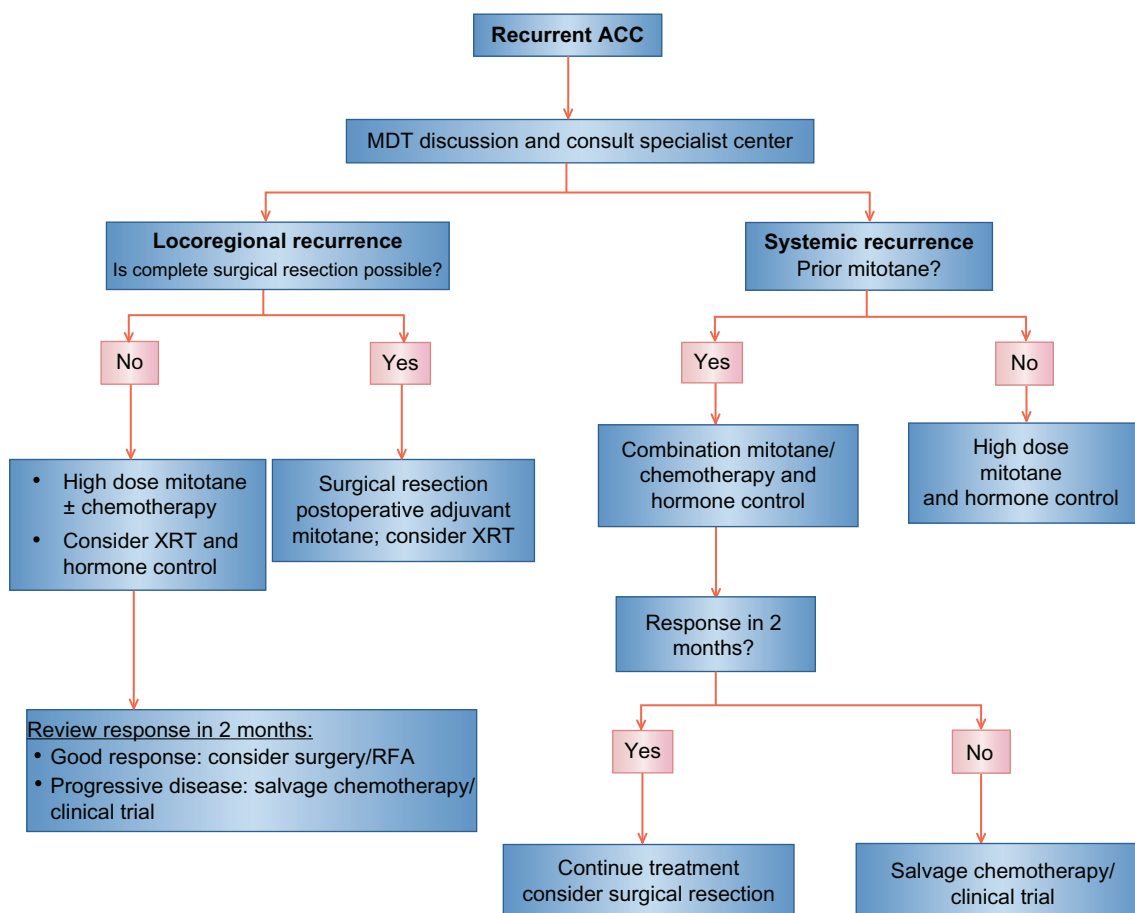 Recurrent ACC
MDT discussion and consult specialist center
Locoregional recurrence
Is complete surgical resection possible?
Systemic recurrence
Prior mitotane?
No
Yes
Yes
No
• High dose mitotane
± chemotherapy
• Consider XRT and
hormone control
Surgical resection
postoperative adjuvant
mitotane; consider XRT
Combination mitotane/
chemotherapy and
hormone control
High dose
mitotane
and hormone control
Response in 2
months?
Review response in 2 months:
• Good response: consider surgery/RFA
• Progressive disease: salvage chemotherapy/
clinical trial
Yes
No
Continue treatment
consider surgical resection
Salvage chemotherapy/
clinical trial